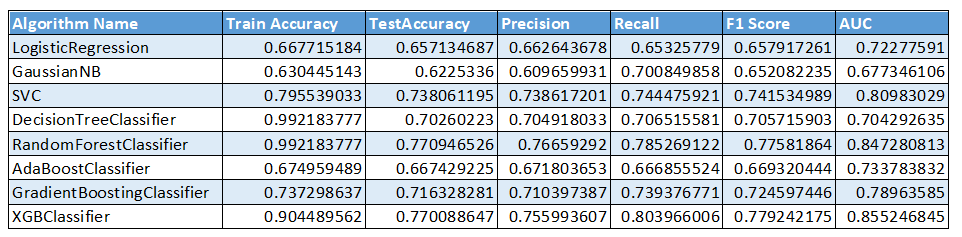 Algorithm Name Train Accuracy TestAccuracy Precision Recall F1 Score AUC
LogisticRegression 0.667715184 0.657134687 0.662643678 0.65325779 0.657917261 0.72277591
GaussianNB 0.630445143 0.6225336 0.609659931 0.700849858 0.652082235 0.677346106
SVC 0.795539033 0.738061195 0.738617201 0.744475921 0.741534989 0.80983029
DecisionTreeClassifier 0.992183777 0.70260223 0.704918033 0.706515581 0.705715903 0.704292635
RandomForestClassifier 0.992183777 0.770946526 0.76659292 0.785269122 0.77581864 0.847280813
AdaBoostClassifier 0.674959489 0.667429225 0.671803653 0.666855524 0.669320444 0.733783832
GradientBoostingClassifier 0.737298637 0.716328281 0.710397387 0.739376771 0.724597446 0.78963585
XGBClassifier 0.904489562 0.770088647 0.755993607 0.803966006 0.779242175 0.855246845